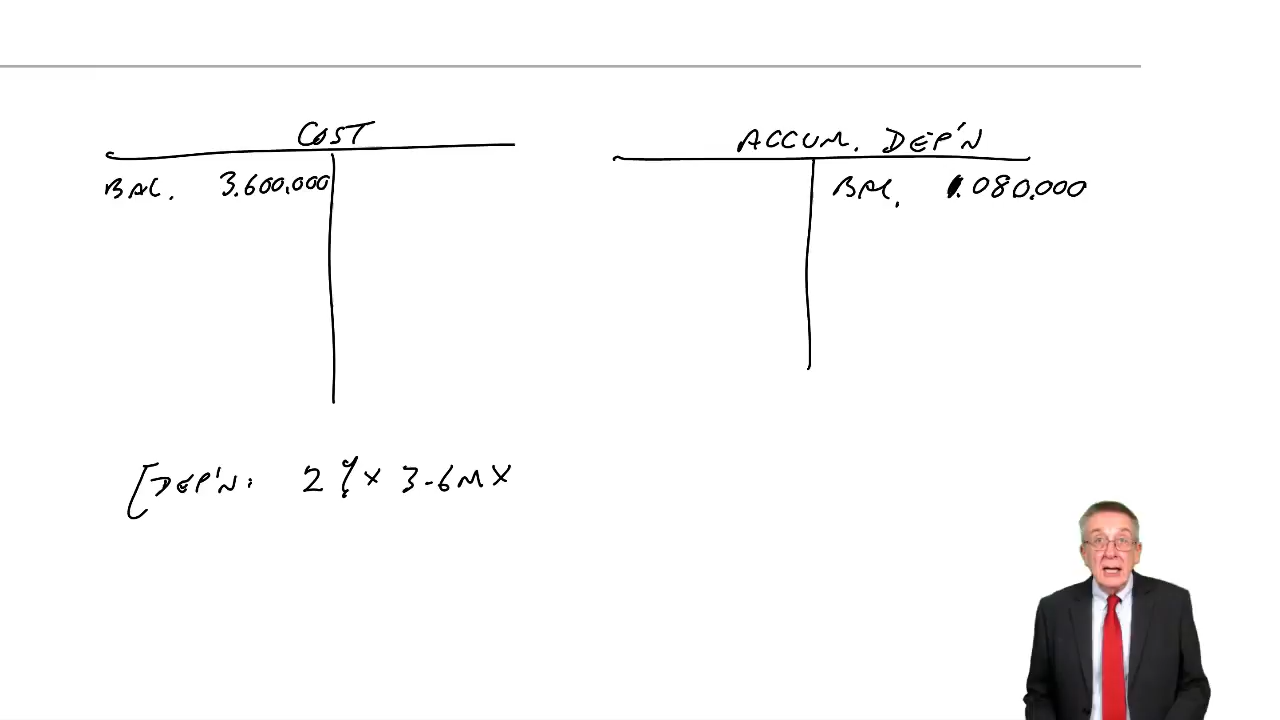 COST
BAL. 3.600.000
ACCUM. DEP'N
BAL. 1.080.000
[DEP'N: 2% x 3.6M x